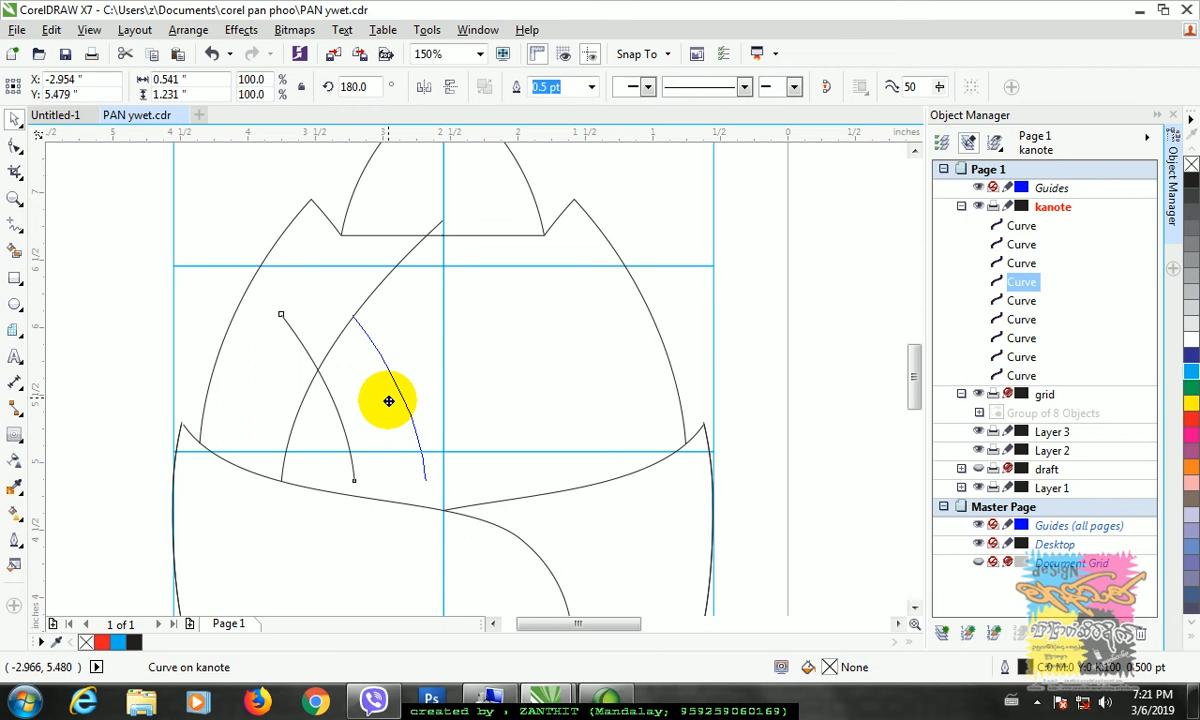 CorelDRAW X7 - C:\Users\z\Documents\corel pan phoo\PAN ywet.cdr
File Edit View Layout Arrange Effects Bitmaps Text Table Tools Window Help
150% Snap To
X: -2.954 " 0.541 " 100.0 % 180.0 ° 0.5 pt 50
Y: 5.479 " 1.231 " 100.0 %
Untitled-1 PAN ywet.cdr Object Manager
Page 1
kanote
inches
Object Manager
Page 1
Guides
kanote
Curve
Curve
Curve
Curve
Curve
Curve
Curve
Curve
Curve
grid
Group of 8 Objects
Layer 3
Layer 2
draft
Layer 1
Master Page
Guides (all pages)
Desktop
Document Grid
desiGN
1 of 1 Page 1
(-2.966, 5.480) Curve on kanote None C:0 M:0 Y:0 K:100 0.500 pt
7:21 PM
3/6/2019
created by : ZANTHIT (Mandalay; 959259060169)